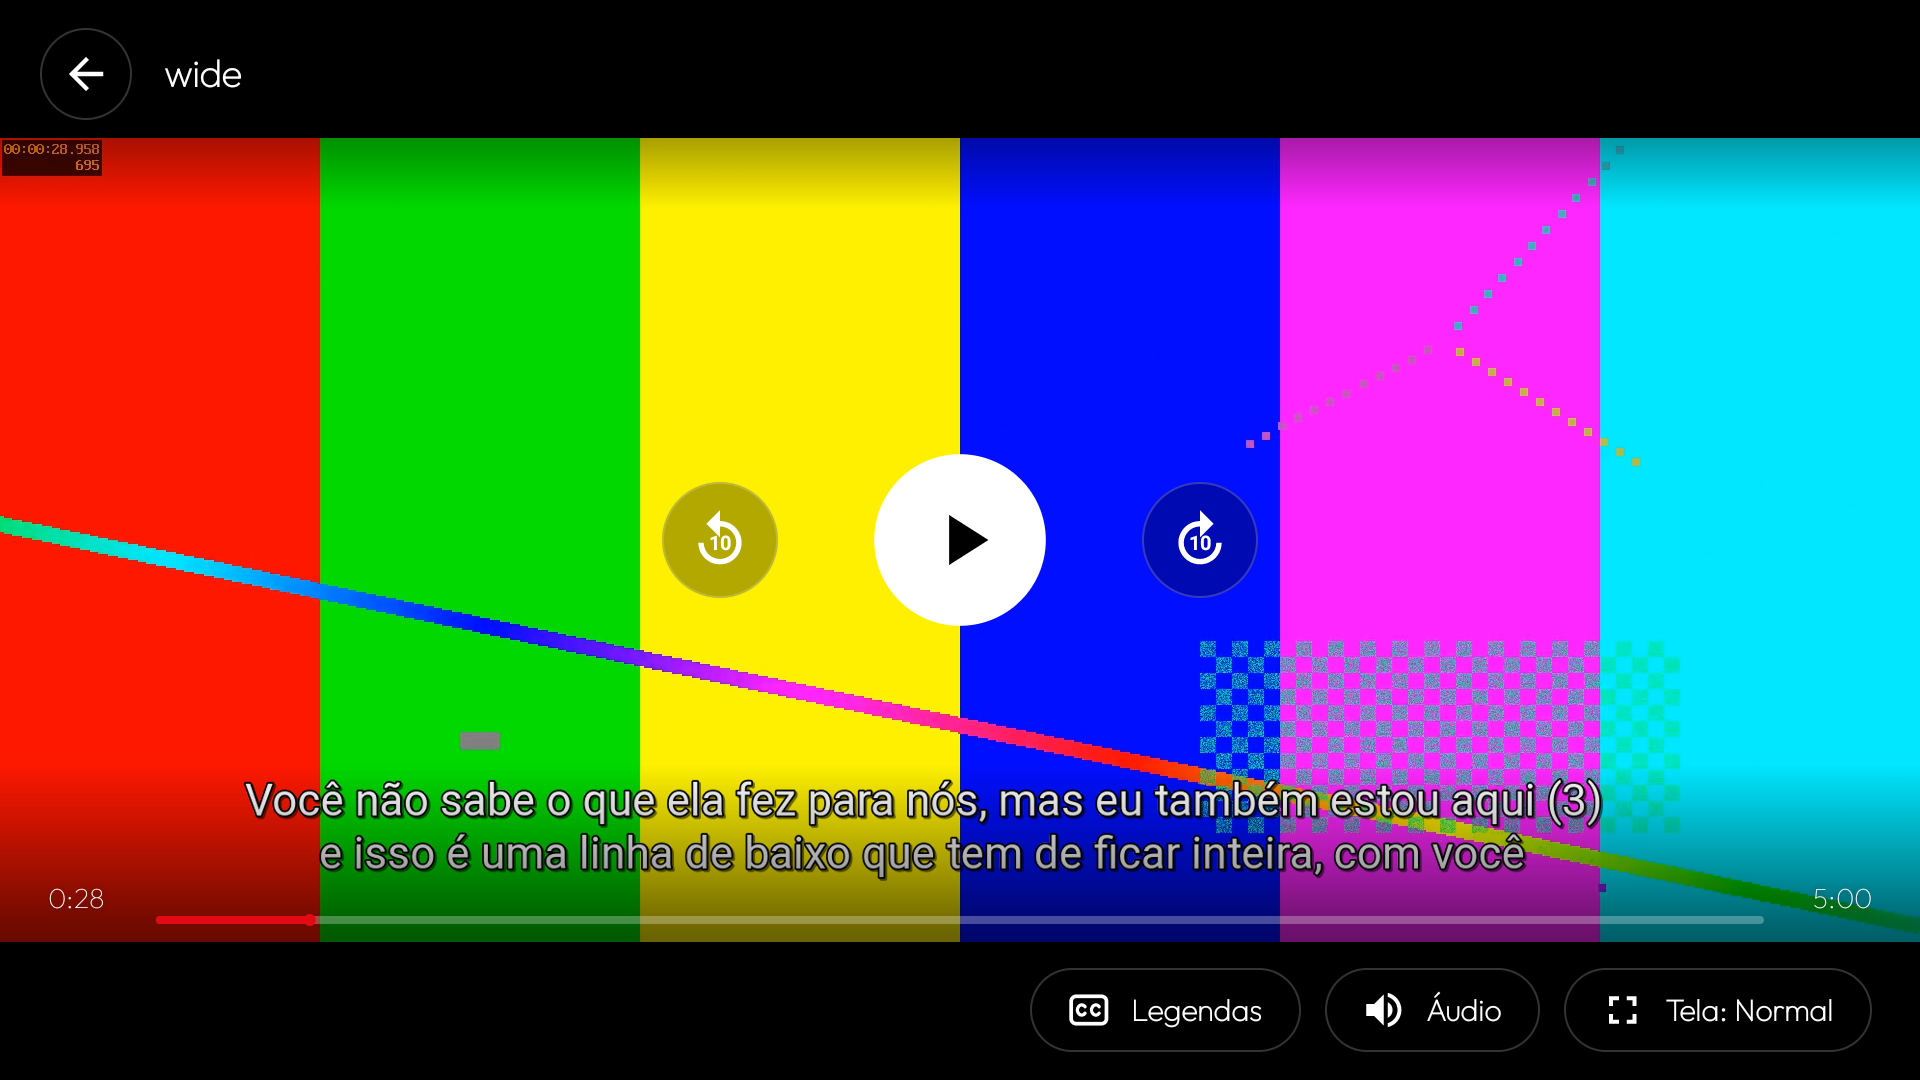 wide
00:00:28.958
695
10
10
Você não sabe o que ela fez para nós, mas eu também estou aqui (3)
e isso é uma linha de baixo que tem de ficar inteira, com você
0:28
5:00
CC Legendas
Áudio
Tela: Normal